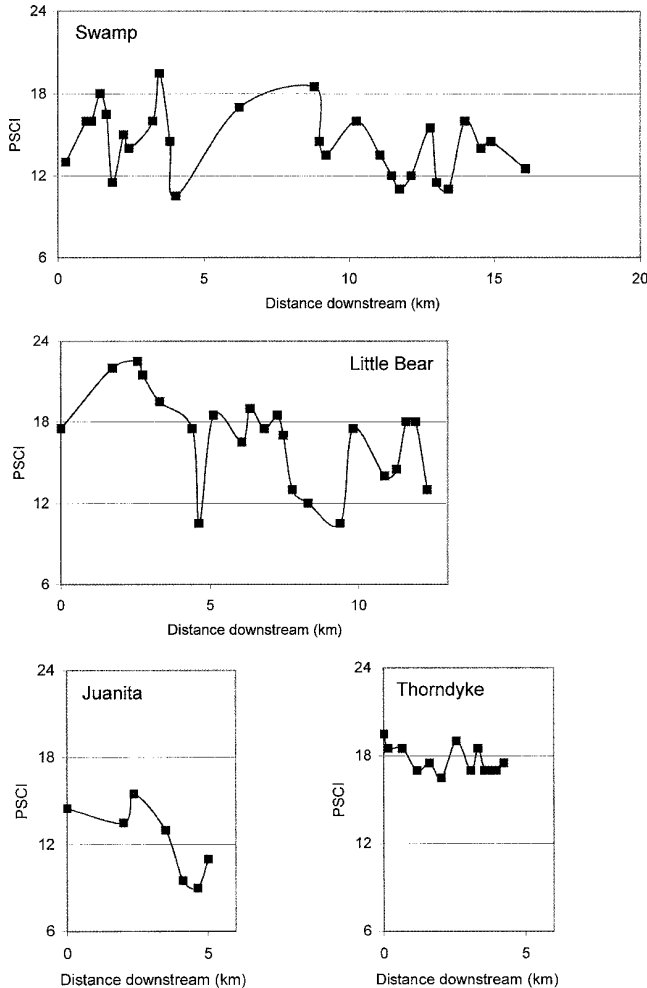 24
Swamp
18
PSCI
12
6
0 5 10 15 20
Distance downstream (km)
24
Little Bear
18
PSCI
12
6
0 5 10
Distance downstream (km)
24
Juanita
18
PSCI
12
6
0 5
Distance downstream (km)
24
Thorndyke
18
PSCI
12
6
0 5
Distance downstream (km)